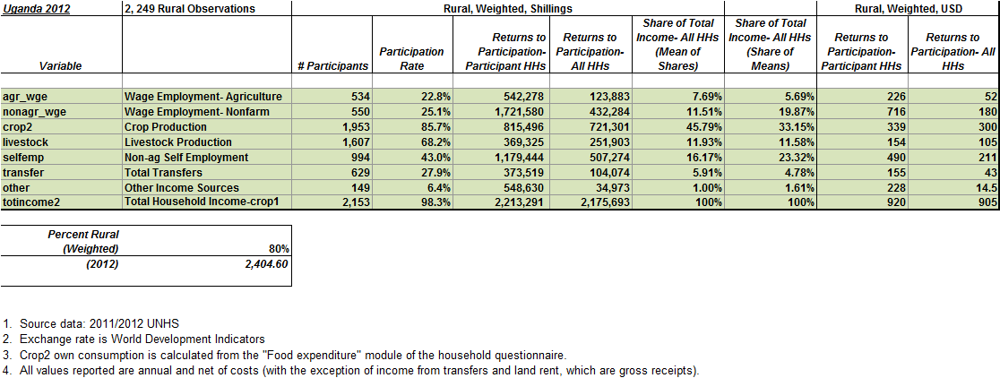 Uganda 2012 2, 249 Rural Observations Rural, Weighted, Shillings Rural, Weighted, USD
Variable # Participants Participation Rate Returns to Participation- Participant HHs Returns to Participation- All HHs Share of Total Income- All HHs (Mean of Shares) Share of Total Income- All HHs (Share of Means) Returns to Participation- Participant HHs Returns to Participation- All HHs
agr_wge Wage Employment- Agriculture 534 22.8% 542,278 123,883 7.69% 5.69% 226 52
nonagr_wge Wage Employment- Nonfarm 550 25.1% 1,721,580 432,284 11.51% 19.87% 716 180
crop2 Crop Production 1,953 85.7% 815,496 721,301 45.79% 33.15% 339 300
livestock Livestock Production 1,607 68.2% 369,325 251,903 11.93% 11.58% 154 105
selfemp Non-ag Self Employment 994 43.0% 1,179,444 507,274 16.17% 23.32% 490 211
transfer Total Transfers 629 27.9% 373,519 104,074 5.91% 4.78% 155 43
other Other Income Sources 149 6.4% 548,630 34,973 1.00% 1.61% 228 14.5
totincome2 Total Household Income-crop1 2,153 98.3% 2,213,291 2,175,693 100% 100% 920 905
Percent Rural
(Weighted) 80%
(2012) 2,404.60
1. Source data: 2011/2012 UNHS
2. Exchange rate is World Development Indicators
3. Crop2 own consumption is calculated from the "Food expenditure" module of the household questionnaire.
4. All values reported are annual and net of costs (with the exception of income from transfers and land rent, which are gross receipts).